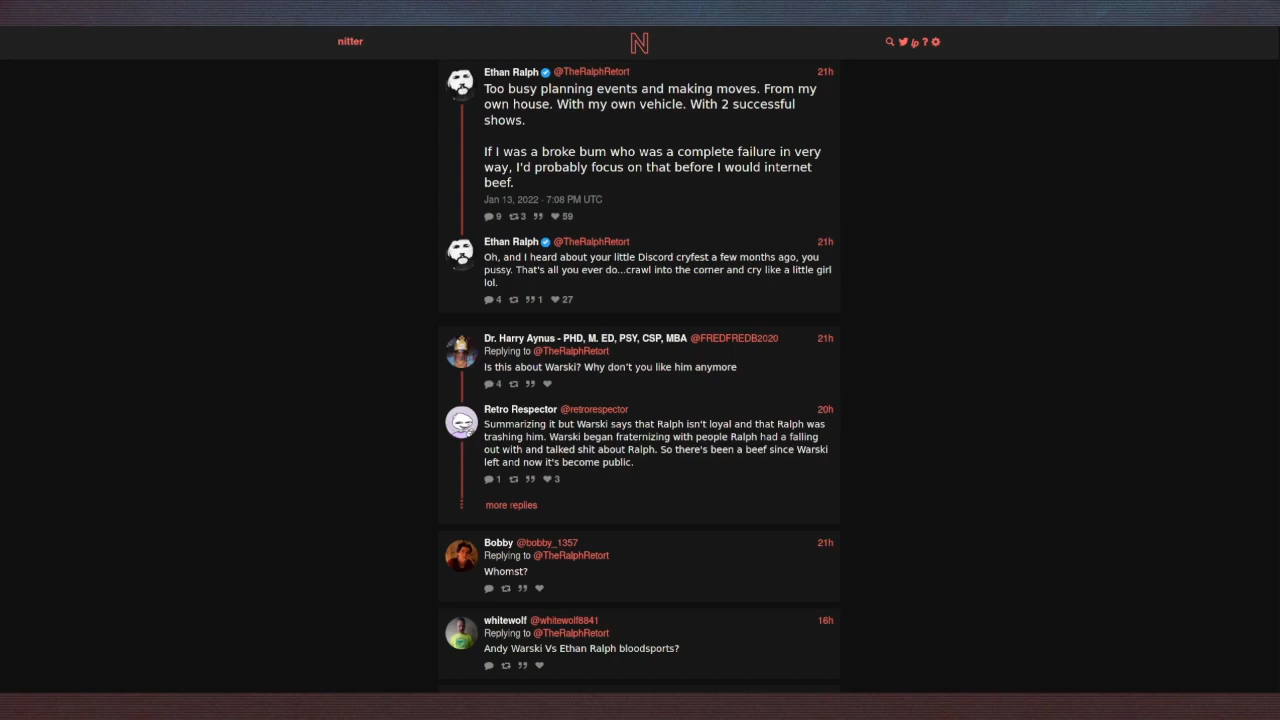 nitter
N
Ethan Ralph @TheRalphRetort 21h
Too busy planning events and making moves. From my
own house. With my own vehicle. With 2 successful
shows.
If I was a broke bum who was a complete failure in very
way, I'd probably focus on that before I would internet
beef.
Jan 13, 2022 · 7:08 PM UTC
9 3 59
Ethan Ralph @TheRalphRetort 21h
Oh, and I heard about your little Discord cryfest a few months ago, you
pussy. That's all you ever do...crawl into the corner and cry like a little girl
lol.
4 1 27
Dr. Harry Aynus - PHD, M. ED, PSY, CSP, MBA @FREDFREDB2020 21h
Replying to @TheRalphRetort
Is this about Warski? Why don't you like him anymore
4
Retro Respector @retrorespector 20h
Summarizing it but Warski says that Ralph isn't loyal and that Ralph was
trashing him. Warski began fraternizing with people Ralph had a falling
out with and talked shit about Ralph. So there's been a beef since Warski
left and now it's become public.
1 3
more replies
Bobby @bobby_1357 21h
Replying to @TheRalphRetort
Whomst?
whitewolf @whitewolf8841 16h
Replying to @TheRalphRetort
Andy Warski Vs Ethan Ralph bloodsports?